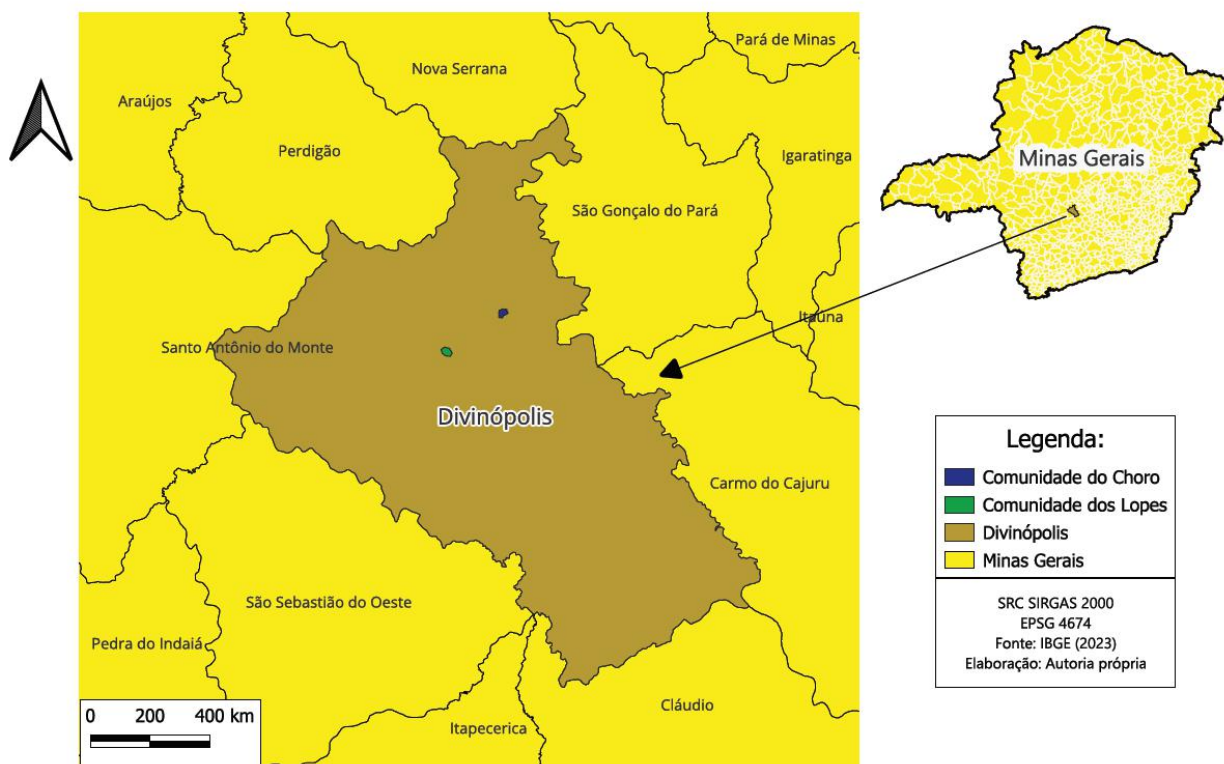 Pará de Minas
Nova Serrana
Araújos
Perdigão
Igaratinga
São Gonçalo do Pará
Itaúna
Santo Antônio do Monte
Divinópolis
Carmo do Cajuru
São Sebastião do Oeste
Pedra do Indaiá
Cláudio
Itapecerica
0 200 400 km
Minas Gerais
Legenda:
Comunidade do Choro
Comunidade dos Lopes
Divinópolis
Minas Gerais
SRC SIRGAS 2000
EPSG 4674
Fonte: IBGE (2023)
Elaboração: Autoria própria